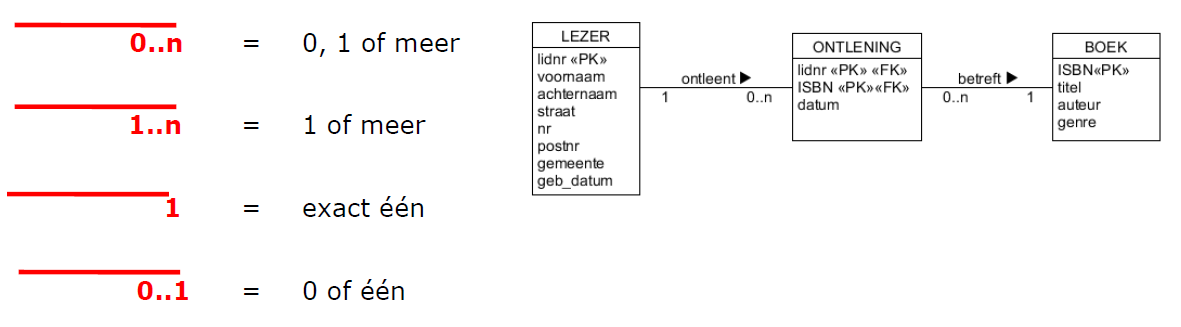 0..n = 0, 1 of meer
1..n = 1 of meer
1 = exact één
0..1 = 0 of één
LEZER
lidnr «PK»
voornaam
achternaam
straat
nr
postnr
gemeente
geb_datum
ontleent ▶
1 0..n
ONTLENING
lidnr «PK» «FK»
ISBN «PK»«FK»
datum
betreft ▶
0..n 1
BOEK
ISBN«PK»
titel
auteur
genre